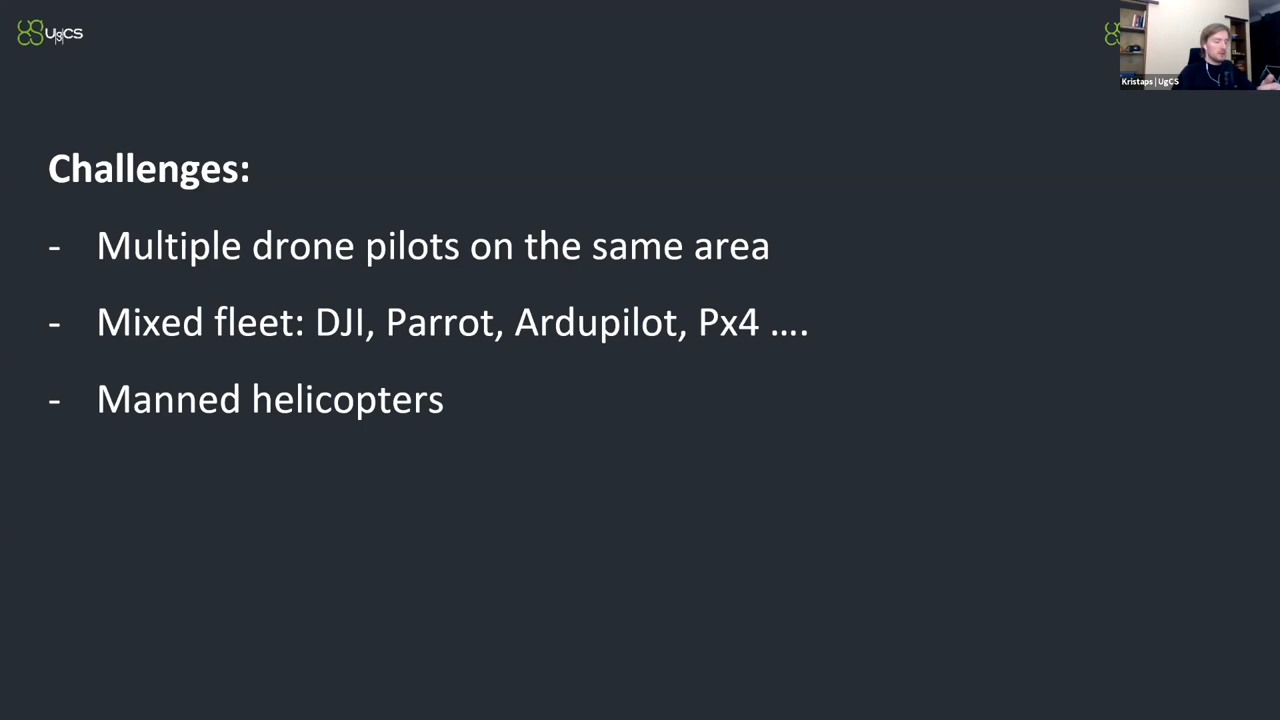 UgCS
Kristaps | UgCS
Challenges:
- Multiple drone pilots on the same area
- Mixed fleet: DJI, Parrot, Ardupilot, Px4 ....
- Manned helicopters